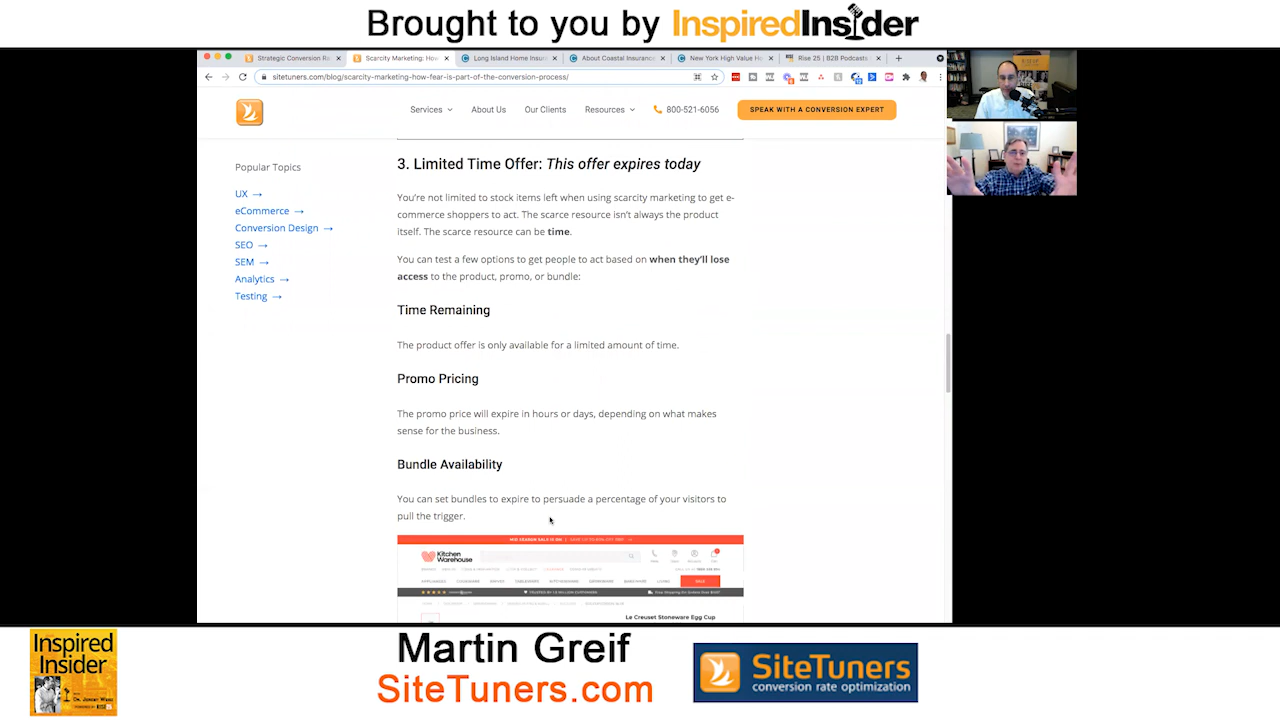 Brought to you by InspiredInsider
Strategic Conversion Ra
Scarcity Marketing: How
Long Island Home Insur
About Coastal Insurance
New York High Value Ho
Rise 25 | B2B Podcasts
sitetuners.com/blog/scarcity-marketing-how-fear-is-part-of-the-conversion-process/
Services
About Us
Our Clients
Resources
800-521-6056
SPEAK WITH A CONVERSION EXPERT
Popular Topics
UX →
eCommerce →
Conversion Design →
SEO →
SEM →
Analytics →
Testing →
3. Limited Time Offer: This offer expires today
You're not limited to stock items left when using scarcity marketing to get e-
commerce shoppers to act. The scarce resource isn't always the product
itself. The scarce resource can be time.
You can test a few options to get people to act based on when they'll lose
access to the product, promo, or bundle:
Time Remaining
The product offer is only available for a limited amount of time.
Promo Pricing
The promo price will expire in hours or days, depending on what makes
sense for the business.
Bundle Availability
You can set bundles to expire to persuade a percentage of your visitors to
pull the trigger.
Kitchen
Warehouse
SALE
Le Creuset Stoneware Egg Cup
Inspired
Insider
Martin Greif
SiteTuners.com
SiteTuners
conversion rate optimization